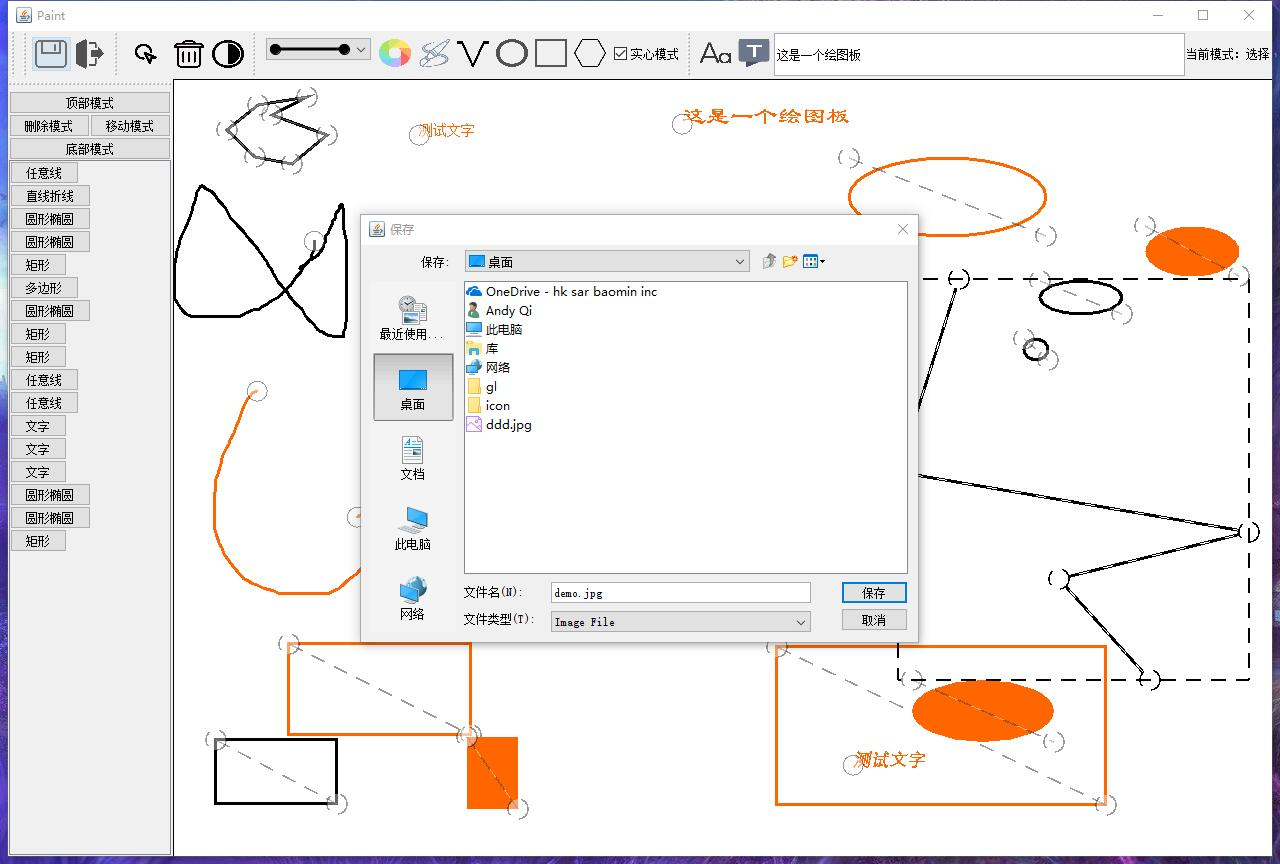 Paint
实心模式
Aa
T
这是一个绘图板
当前模式: 选择
顶部模式
删除模式
移动模式
底部模式
任意线
直线折线
圆形椭圆
圆形椭圆
矩形
多边形
圆形椭圆
矩形
矩形
任意线
任意线
文字
文字
文字
圆形椭圆
圆形椭圆
矩形
测试文字
这是一个绘图板
保存
保存:
桌面
最近使用...
桌面
文档
此电脑
网络
OneDrive - hk sar baomin inc
Andy Qi
此电脑
库
网络
gl
icon
ddd.jpg
文件名(N):
demo.jpg
保存
文件类型(T):
Image File
取消
测试文字